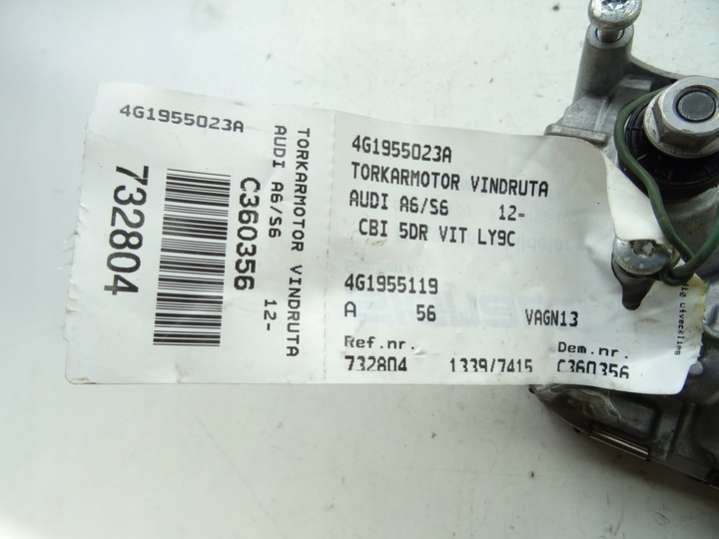 4G1955023A
TORKARMOTOR VINDRUTA
AUDI A6/S6 12-
C360356
732804
4G1955023A
TORKARMOTOR VINDRUTA
AUDI A6/S6 12-
CBI 5DR VIT LY9C
4G1955119
A 56 VAGN13
Ref.nr. Dem.nr.
732804 1339/7415 C360356
utvecklies